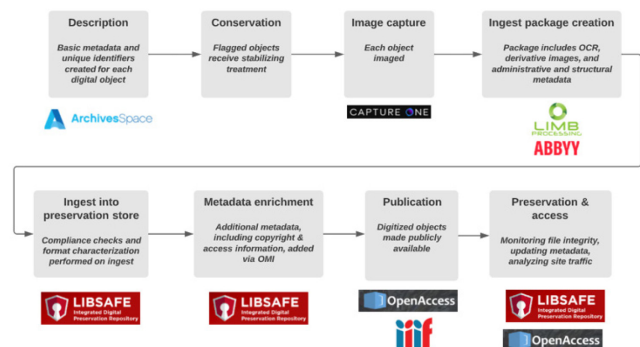 Description
Basic metadata and
unique identifiers
created for each
digital object
Conservation
Flagged objects
receive stabilizing
treatment
Image capture
Each object
imaged
Ingest package creation
Package includes OCR,
derivative images, and
administrative and structural
metadata
ArchivesSpace
CAPTURE ONE
LIMB
PROCESSING
ABBYY
Ingest into
preservation store
Compliance checks and
format characterization
performed on ingest
Metadata enrichment
Additional metadata,
including copyright &
access information, added
via OMI
Publication
Digitized objects
made publicly
available
Preservation &
access
Monitoring file integrity,
updating metadata,
analyzing site traffic
LIBSAFE
Integrated Digital
Preservation Repository
LIBSAFE
Integrated Digital
Preservation Repository
OpenAccess
iiif
LIBSAFE
Integrated Digital
Preservation Repository
OpenAccess